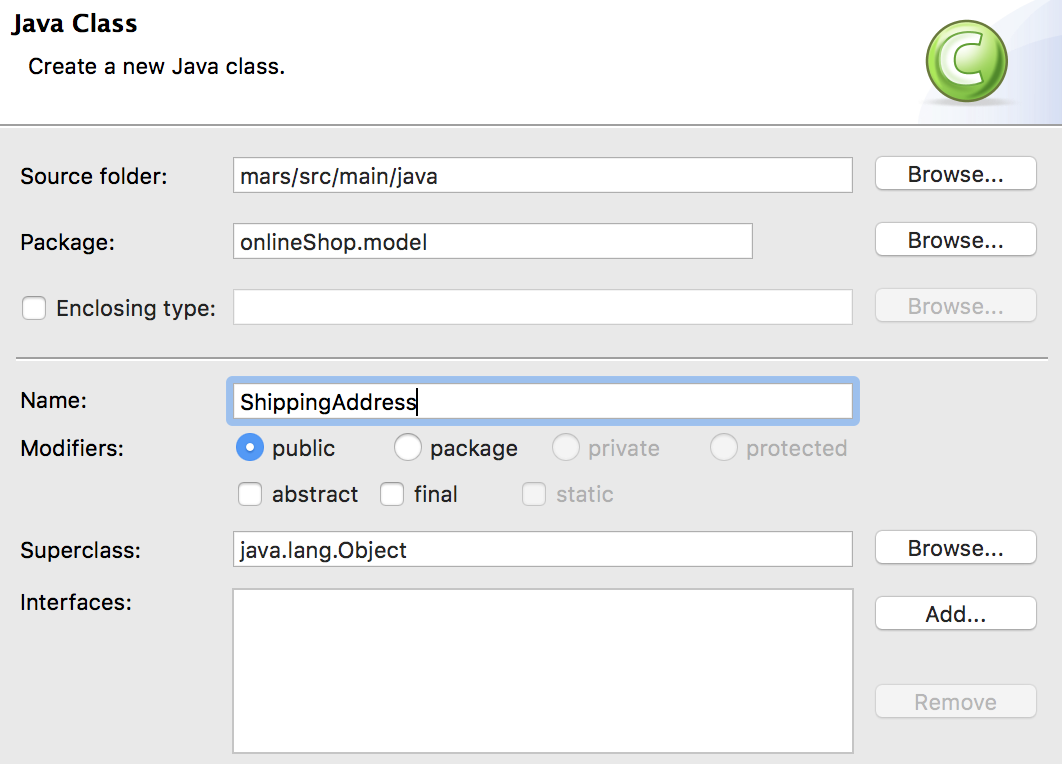 Java Class
Create a new Java class.
Source folder: mars/src/main/java Browse...
Package: onlineShop.model Browse...
Enclosing type: Browse...
Name: ShippingAddress
Modifiers: public package private protected
abstract final static
Superclass: java.lang.Object Browse...
Interfaces: Add...
Remove